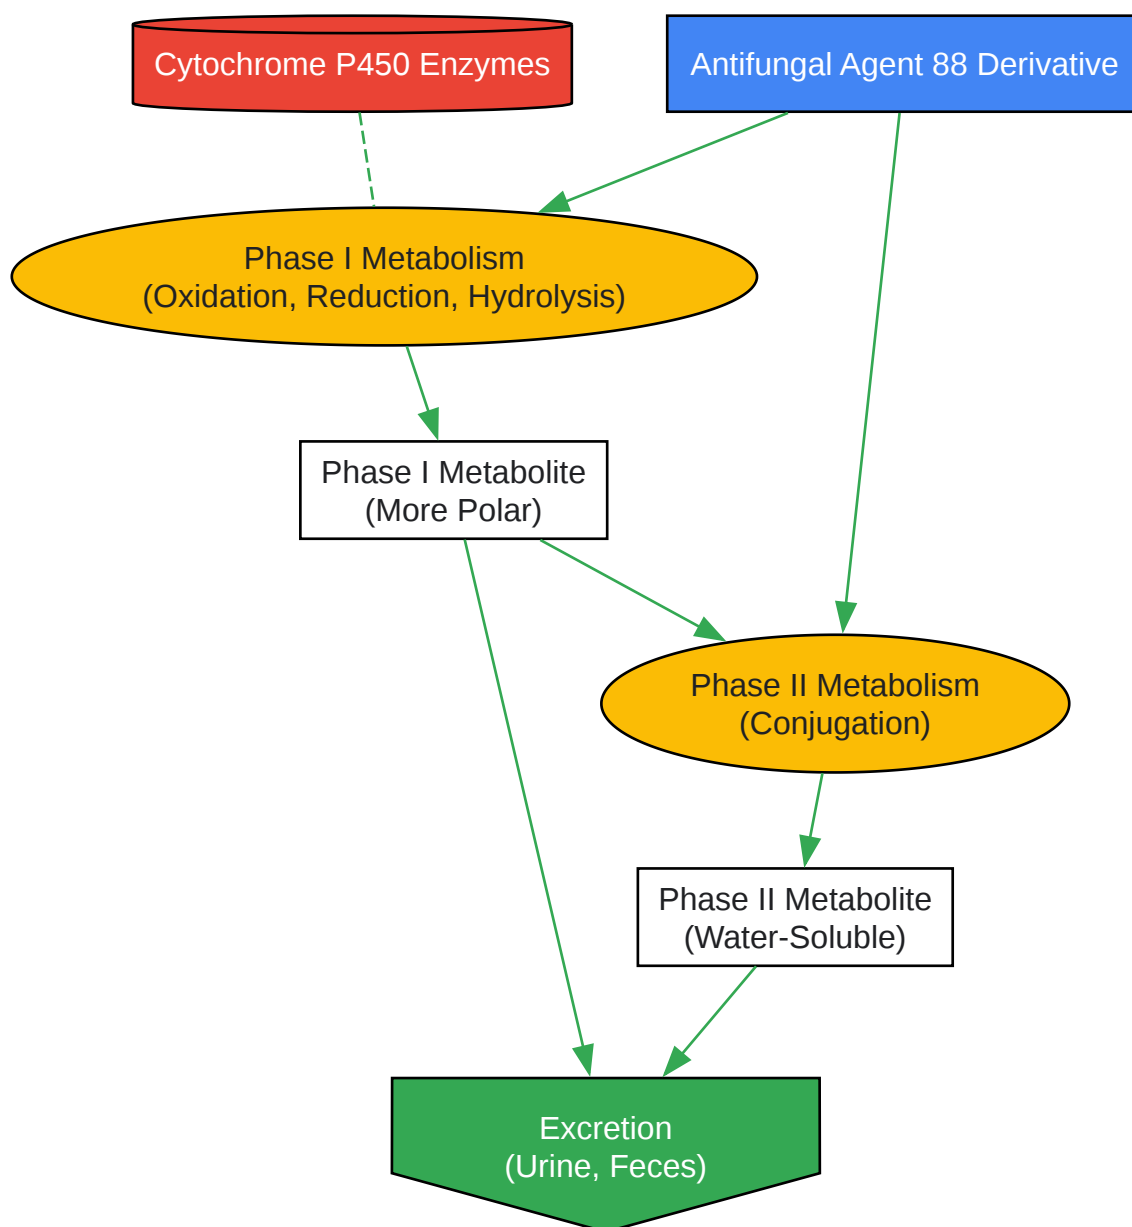 Cytochrome P450 Enzymes
Antifungal Agent 88 Derivative
Phase I Metabolism
(Oxidation, Reduction, Hydrolysis)
Phase I Metabolite
(More Polar)
Phase II Metabolism
(Conjugation)
Phase II Metabolite
(Water-Soluble)
Excretion
(Urine, Feces)